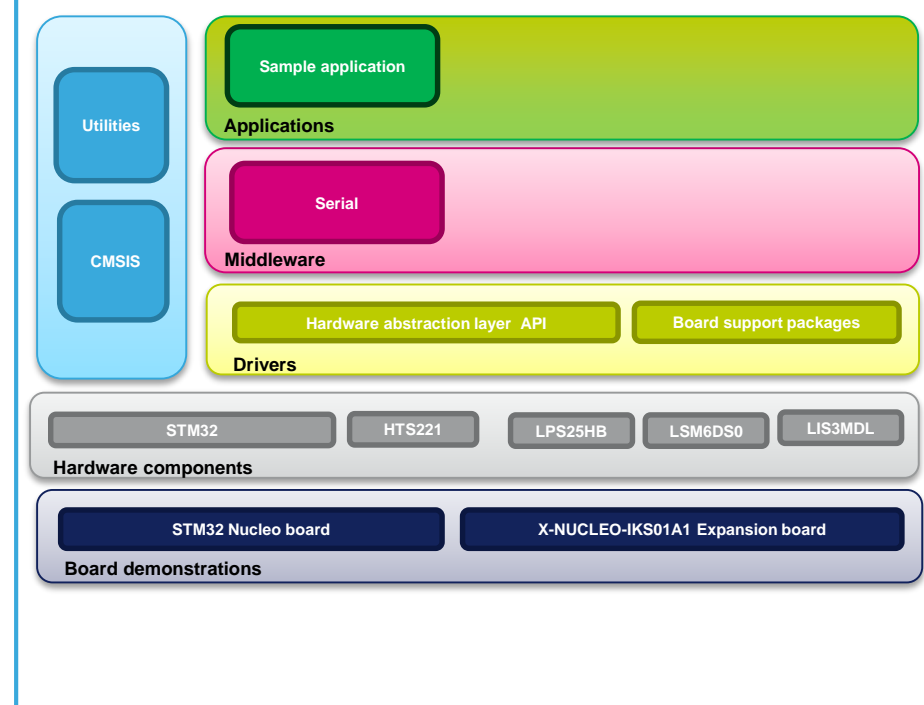 Utilities
CMSIS
Sample application
Applications
Serial
Middleware
Hardware abstraction layer API
Board support packages
Drivers
STM32
HTS221
LPS25HB
LSM6DS0
LIS3MDL
Hardware components
STM32 Nucleo board
X-NUCLEO-IKS01A1 Expansion board
Board demonstrations